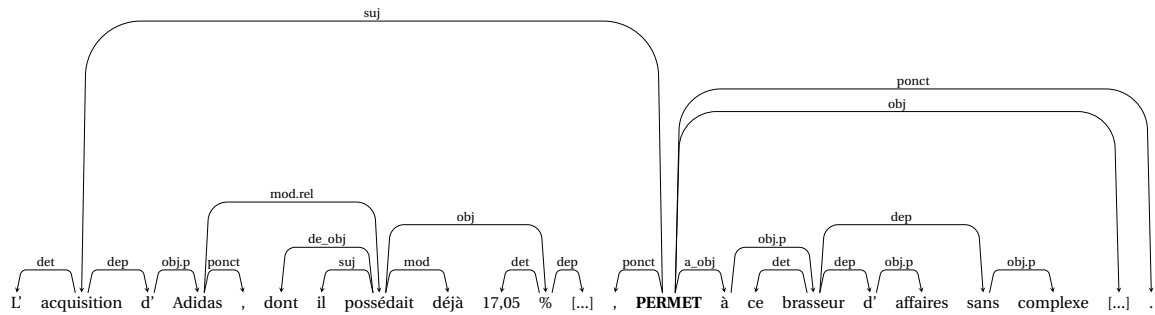 suj
ponct
obj
mod.rel
obj
dep
de_obj
obj.p
det
dep
obj.p
ponct
suj
mod
det
dep
ponct
a_obj
det
dep
obj.p
obj.p
L' acquisition d' Adidas , dont il possédait déjà 17,05 % [...] , PERMET à ce brasseur d' affaires sans complexe [...] .